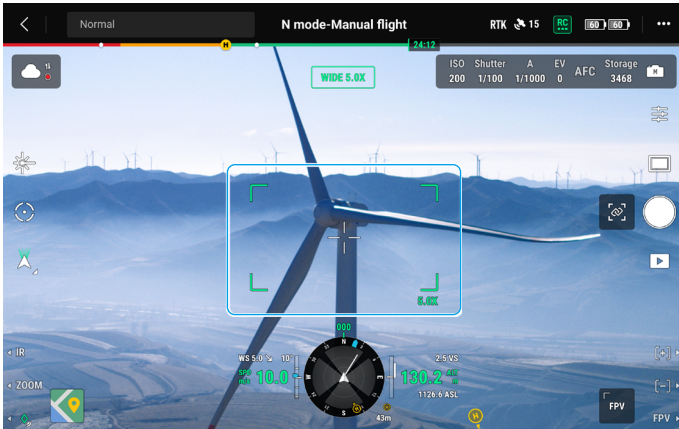 Normal
N mode-Manual flight
RTK 15 RC 60 60
H 24:12
WIDE 5.0X
ISO Shutter A EV AFC Storage
200 1/100 1/1000 0 3468 M
5.0X
000
IR
WS 5.0 10°
2.5 VS
SPD m/s 10.0
N
W E
S
130.2 ALT m
1126.6 ASL
ZOOM
43m
H
FPV
FPV